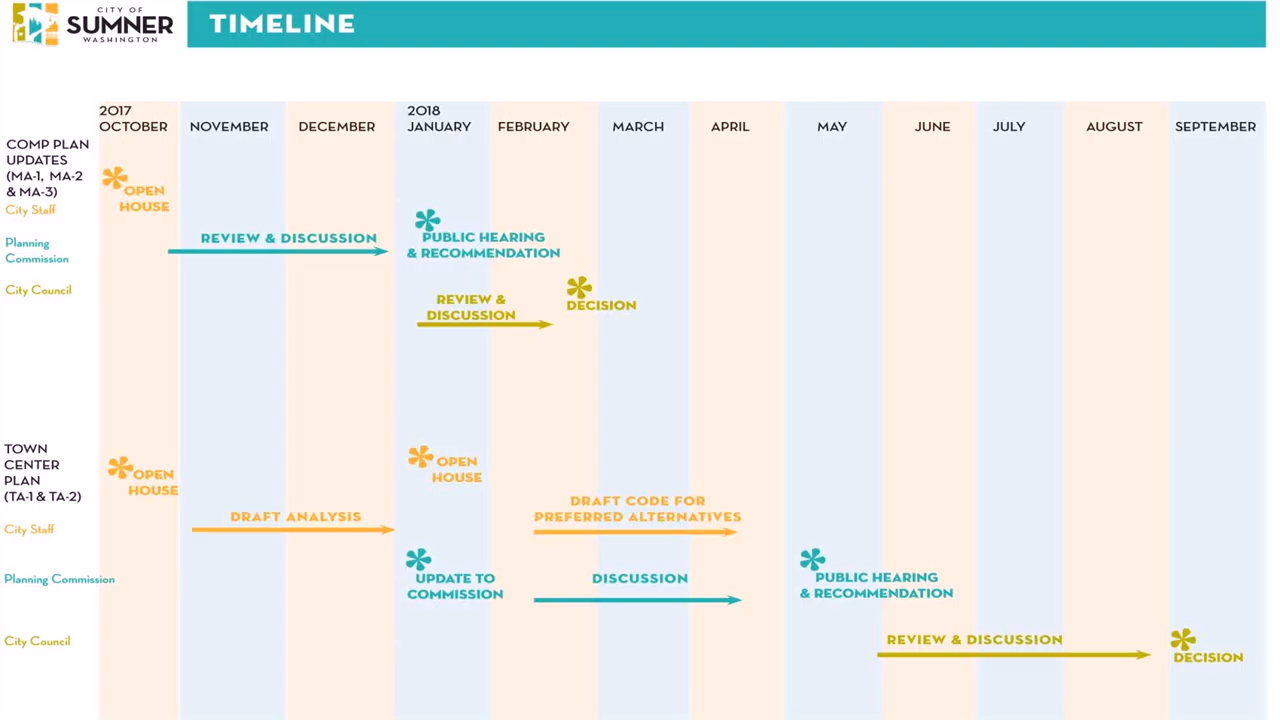 CITY OF
SUMNER
WASHINGTON
TIMELINE
2017
OCTOBER
NOVEMBER
DECEMBER
2018
JANUARY
FEBRUARY
MARCH
APRIL
MAY
JUNE
JULY
AUGUST
SEPTEMBER
COMP PLAN
UPDATES
(MA-1, MA-2
& MA-3)
City Staff
OPEN
HOUSE
Planning
Commission
REVIEW & DISCUSSION
PUBLIC HEARING
& RECOMMENDATION
City Council
REVIEW &
DISCUSSION
DECISION
TOWN
CENTER
PLAN
(TA-1 & TA-2)
OPEN
HOUSE
OPEN
HOUSE
City Staff
DRAFT ANALYSIS
DRAFT CODE FOR
PREFERRED ALTERNATIVES
Planning Commission
UPDATE TO
COMMISSION
DISCUSSION
PUBLIC HEARING
& RECOMMENDATION
City Council
REVIEW & DISCUSSION
DECISION